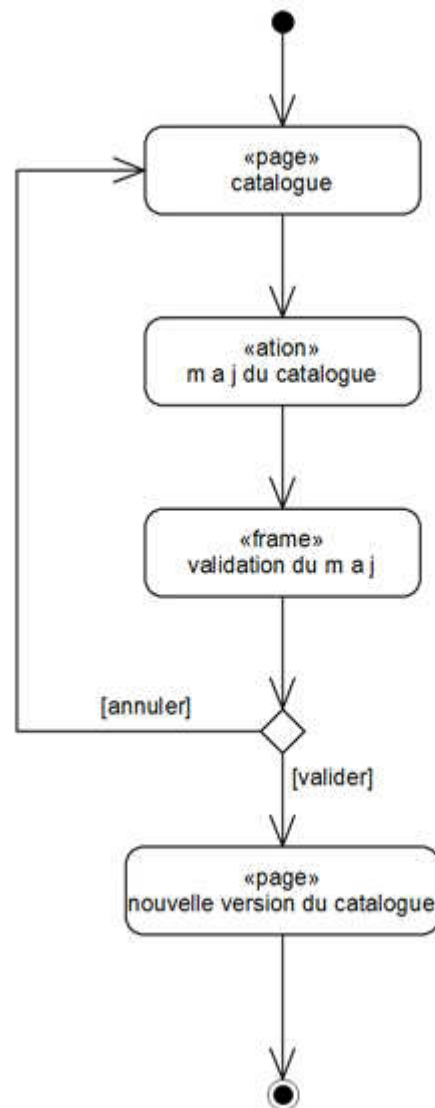 «page»
catalogue
«ation»
m a j du catalogue
«frame»
validation du m a j
[annuler]
[valider]
«page»
nouvelle version du catalogue